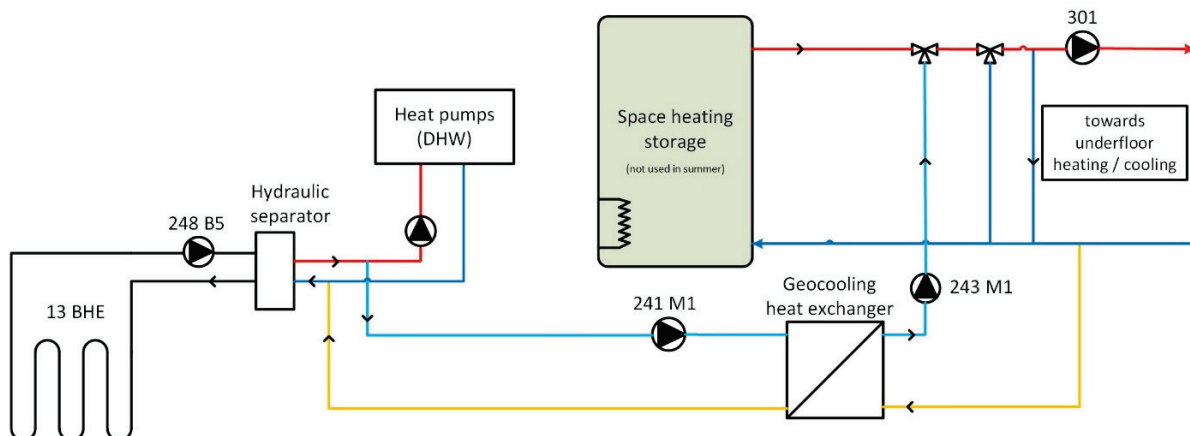 301
Heat pumps
(DHW)
Space heating
storage
(not used in summer)
towards
underfloor
heating / cooling
Hydraulic
separator
248 B5
13 BHE
241 M1
Geocooling
heat exchanger
243 M1